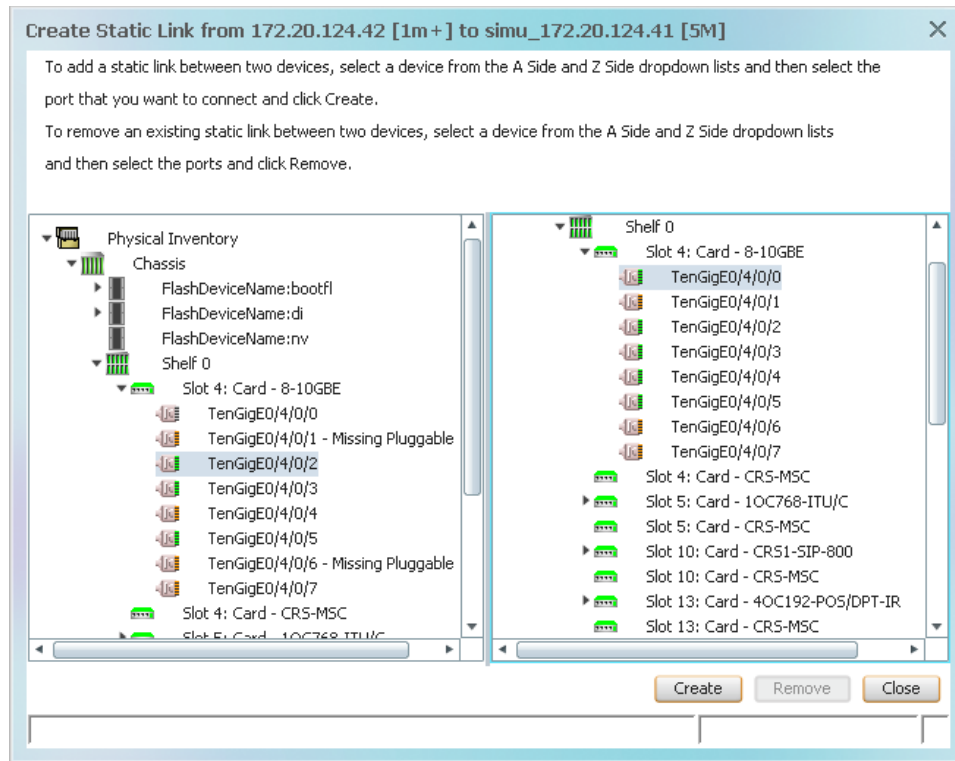 Create Static Link from 172.20.124.42 [1m+] to simu_172.20.124.41 [5M]
To add a static link between two devices, select a device from the A Side and Z Side dropdown lists and then select the
port that you want to connect and click Create.
To remove an existing static link between two devices, select a device from the A Side and Z Side dropdown lists
and then select the ports and click Remove.
Physical Inventory
Chassis
FlashDeviceName:bootfl
FlashDeviceName:di
FlashDeviceName:nv
Shelf 0
Slot 4: Card - 8-10GBE
TenGigE0/4/0/0
TenGigE0/4/0/1 - Missing Pluggable
TenGigE0/4/0/2
TenGigE0/4/0/3
TenGigE0/4/0/4
TenGigE0/4/0/5
TenGigE0/4/0/6 - Missing Pluggable
TenGigE0/4/0/7
Slot 4: Card - CRS-MSC
Slot 5: Card - 1OC768-ITU/C
Shelf 0
Slot 4: Card - 8-10GBE
TenGigE0/4/0/0
TenGigE0/4/0/1
TenGigE0/4/0/2
TenGigE0/4/0/3
TenGigE0/4/0/4
TenGigE0/4/0/5
TenGigE0/4/0/6
TenGigE0/4/0/7
Slot 4: Card - CRS-MSC
Slot 5: Card - 1OC768-ITU/C
Slot 5: Card - CRS-MSC
Slot 10: Card - CRS1-SIP-800
Slot 10: Card - CRS-MSC
Slot 13: Card - 4OC192-POS/DPT-IR
Slot 13: Card - CRS-MSC
Create Remove Close